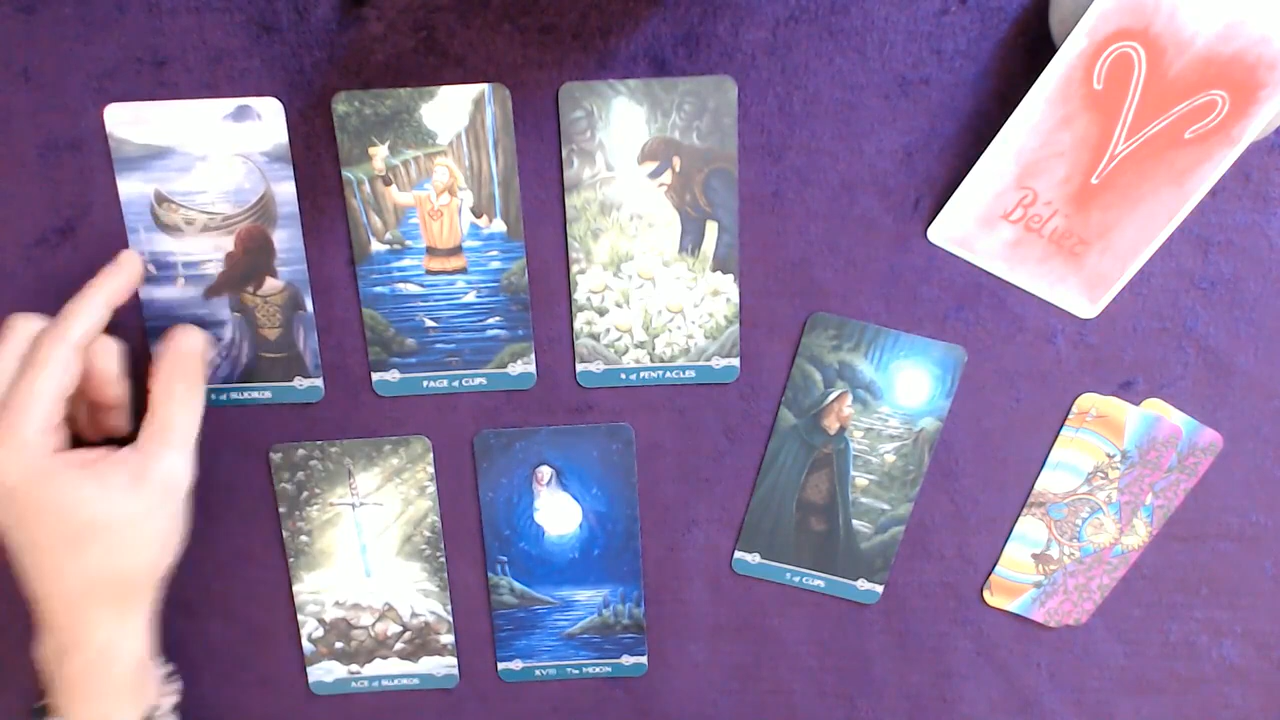 Bélier
PAGE of CUPS
of PENTACLES
of SWORDS
5 of CUPS
ACE of SWORDS
XVIII · The MOON